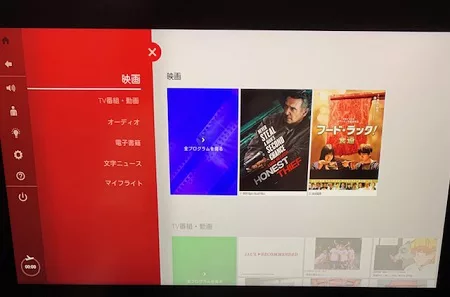 映画
TV番組・動画
オーディオ
電子書籍
文字ニュース
マイフライト
00:00
映画
全プログラムを見る
NEVER
STEAL
A MAN'S
SECOND
CHANCE
HONEST
THIEF
フード・ラック!
食運
TV番組・動画